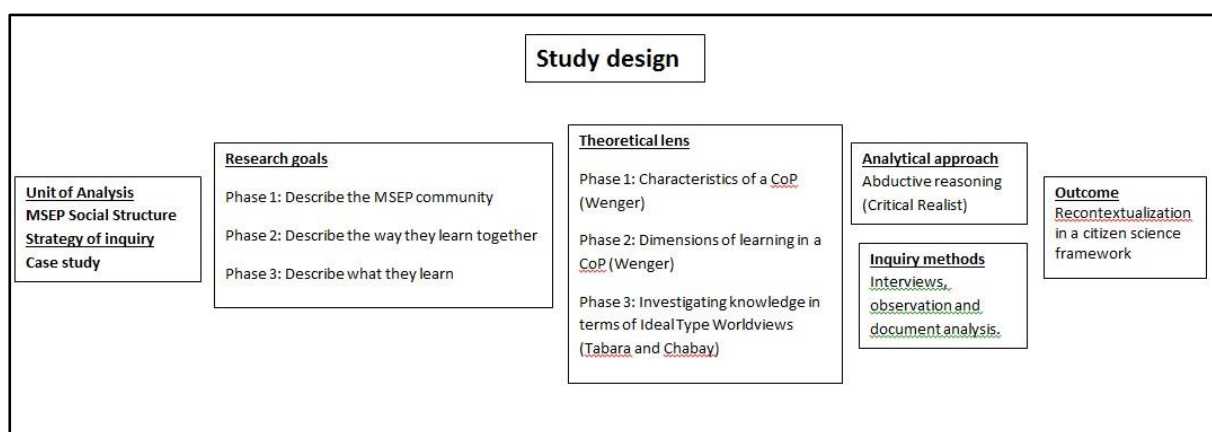 Study design
Unit of Analysis
MSEP Social Structure
Strategy of inquiry
Case study
Research goals
Phase 1: Describe the MSEP community
Phase 2: Describe the way they learn together
Phase 3: Describe what they learn
Theoretical lens
Phase 1: Characteristics of a CoP
(Wenger)
Phase 2: Dimensions of learning in a
CoP (Wenger)
Phase 3: Investigating knowledge in
terms of Ideal Type Worldviews
(Tabara and Chabay)
Analytical approach
Abductive reasoning
(Critical Realist)
Inquiry methods
Interviews,
observation and
document analysis.
Outcome
Recontextualization
in a citizen science
framework